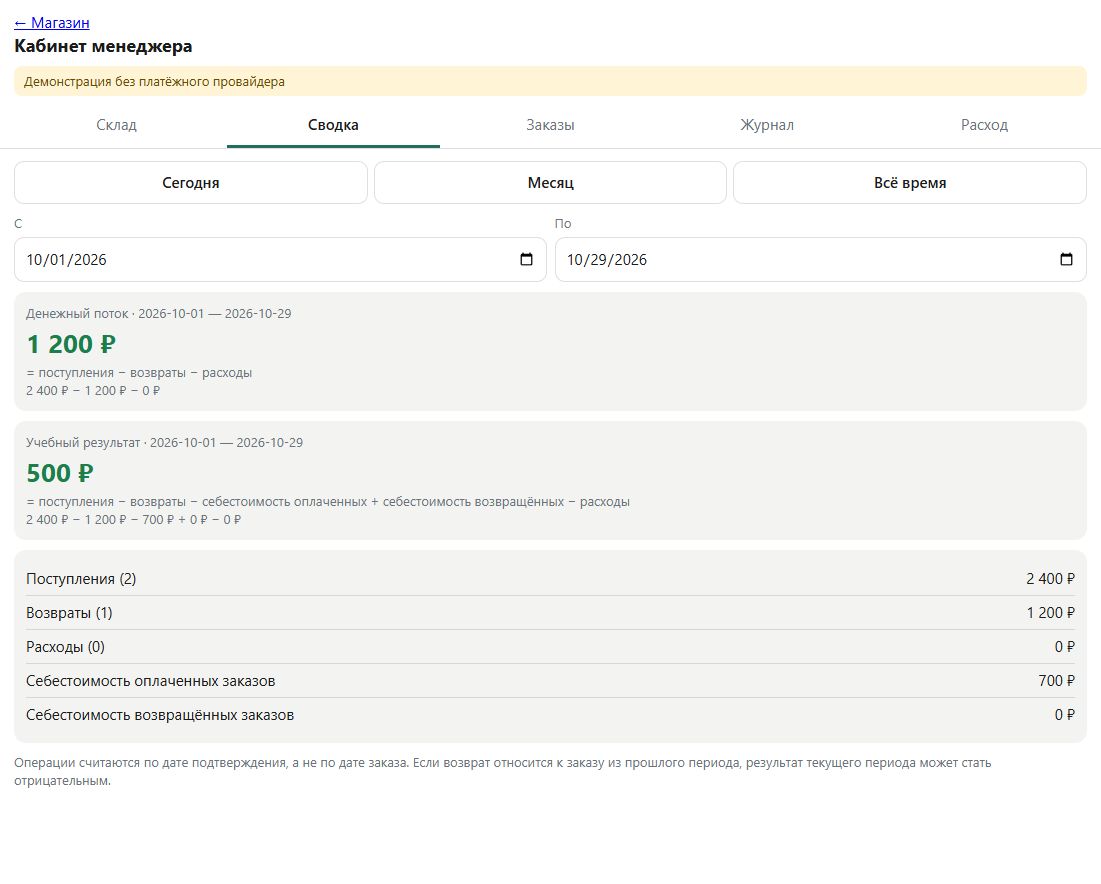 ← Магазин
Кабинет менеджера
Демонстрация без платёжного провайдера
Склад Сводка Заказы Журнал Расход
Сегодня Месяц Всё время
С По
10/01/2026 10/29/2026
Денежный поток · 2026-10-01 — 2026-10-29
1 200 ₽
= поступления − возвраты − расходы
2 400 ₽ − 1 200 ₽ − 0 ₽
Учебный результат · 2026-10-01 — 2026-10-29
500 ₽
= поступления − возвраты − себестоимость оплаченных + себестоимость возвращённых − расходы
2 400 ₽ − 1 200 ₽ − 700 ₽ + 0 ₽ − 0 ₽
Поступления (2) 2 400 ₽
Возвраты (1) 1 200 ₽
Расходы (0) 0 ₽
Себестоимость оплаченных заказов 700 ₽
Себестоимость возвращённых заказов 0 ₽
Операции считаются по дате подтверждения, а не по дате заказа. Если возврат относится к заказу из прошлого периода, результат текущего периода может стать
отрицательным.